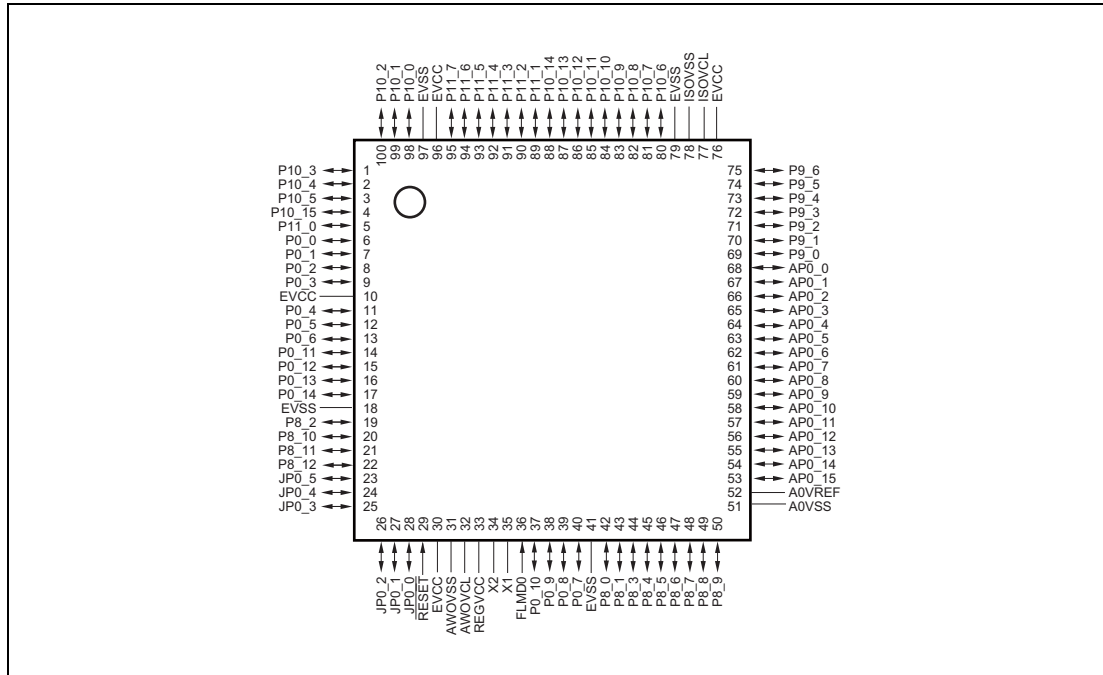 P10_2
P10_1
P10_0
EVSS
EVCC
P11_7
P11_6
P11_5
P11_4
P11_3
P11_2
P11_1
P10_14
P10_13
P10_12
P10_11
P10_10
P10_9
P10_8
P10_7
P10_6
EVSS
ISOVSS
ISOVCL
EVCC
100
99
98
97
96
95
94
93
92
91
90
89
88
87
86
85
84
83
82
81
80
79
78
77
76
P10_3 1
P10_4 2
P10_5 3
P10_15 4
P11_0 5
P0_0 6
P0_1 7
P0_2 8
P0_3 9
EVCC 10
P0_4 11
P0_5 12
P0_6 13
P0_11 14
P0_12 15
P0_13 16
P0_14 17
EVSS 18
P8_2 19
P8_10 20
P8_11 21
P8_12 22
JP0_5 23
JP0_4 24
JP0_3 25
75 P9_6
74 P9_5
73 P9_4
72 P9_3
71 P9_2
70 P9_1
69 P9_0
68 AP0_0
67 AP0_1
66 AP0_2
65 AP0_3
64 AP0_4
63 AP0_5
62 AP0_6
61 AP0_7
60 AP0_8
59 AP0_9
58 AP0_10
57 AP0_11
56 AP0_12
55 AP0_13
54 AP0_14
53 AP0_15
52 A0VREF
51 A0VSS
26
27
28
29
30
31
32
33
34
35
36
37
38
39
40
41
42
43
44
45
46
47
48
49
50
JP0_2
JP0_1
JP0_0
RESET
EVCC
AWOVSS
AWOVCL
REGVCC
X2
X1
FLMD0
P0_10
P0_9
P0_8
P0_7
EVSS
P8_0
P8_1
P8_3
P8_4
P8_5
P8_6
P8_7
P8_8
P8_9